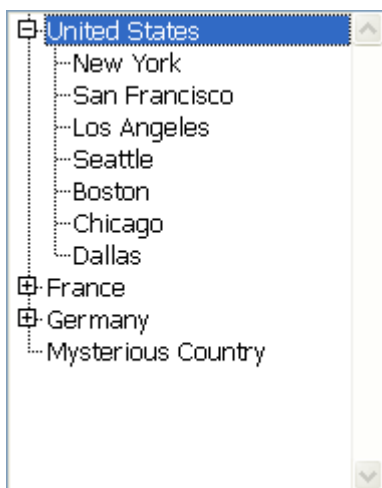 United States
New York
San Francisco
Los Angeles
Seattle
Boston
Chicago
Dallas
France
Germany
Mysterious Country